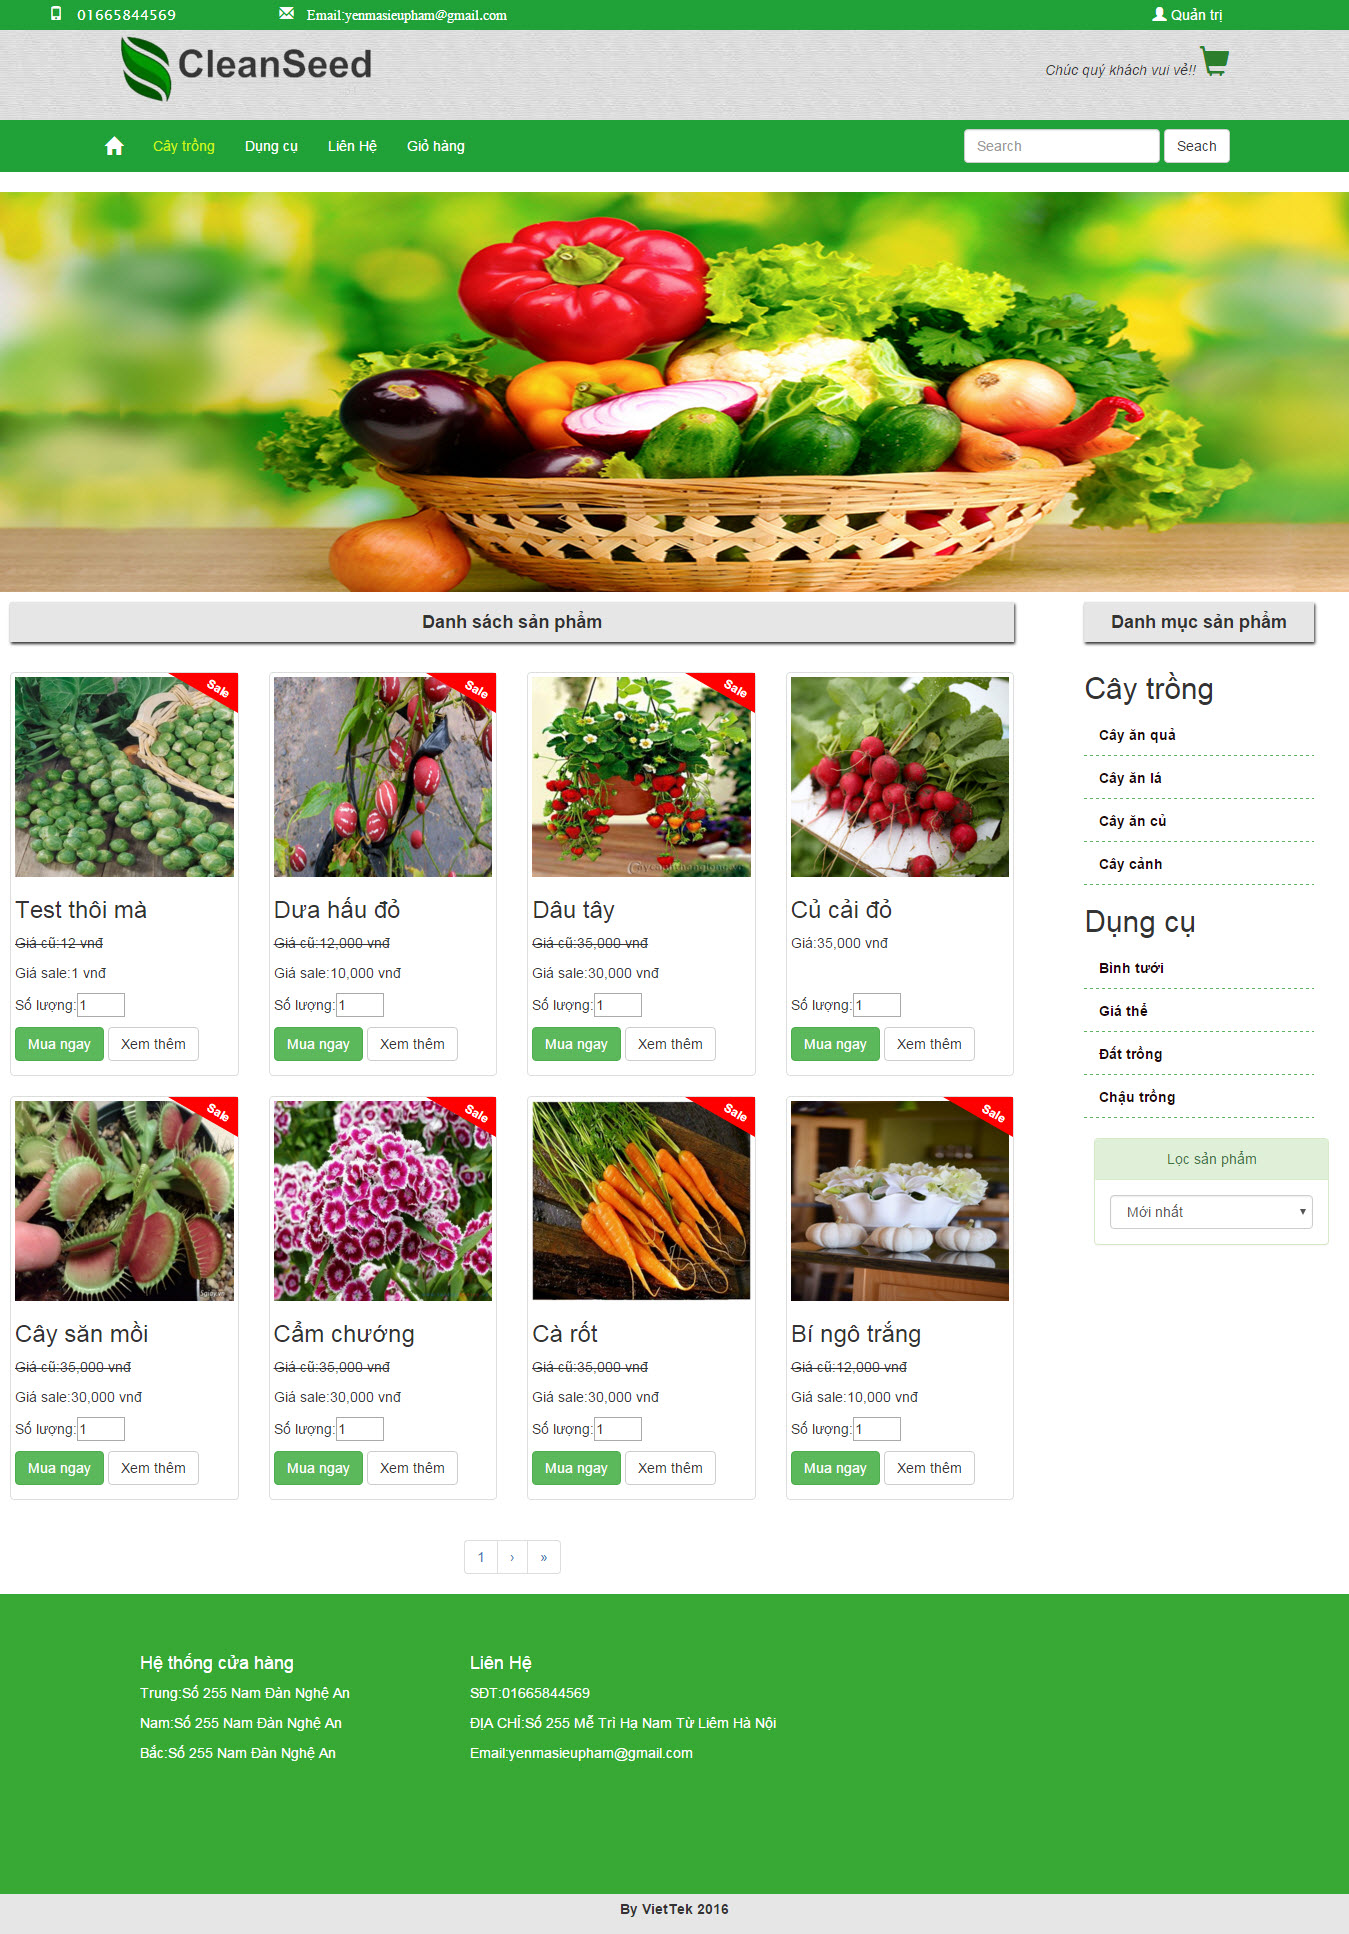 01665844569
Email:yenmasieupham@gmail.com
Quản trị
CleanSeed
Chúc quý khách vui vẻ!!
Cây trồng
Dụng cụ
Liên Hệ
Giỏ hàng
Search
Seach
Danh sách sản phẩm
Danh mục sản phẩm
Sale
Test thôi mà
Giá cũ:12 vnđ
Giá sale:1 vnđ
Số lượng:1
Mua ngay
Xem thêm
Sale
Dưa hấu đỏ
Giá cũ:12,000 vnđ
Giá sale:10,000 vnđ
Số lượng:1
Mua ngay
Xem thêm
Sale
Dâu tây
Giá cũ:35,000 vnđ
Giá sale:30,000 vnđ
Số lượng:1
Mua ngay
Xem thêm
Củ cải đỏ
Giá:35,000 vnđ
Số lượng:1
Mua ngay
Xem thêm
Sale
Cây săn mồi
Giá cũ:35,000 vnđ
Giá sale:30,000 vnđ
Số lượng:1
Mua ngay
Xem thêm
Sale
Cẩm chướng
Giá cũ:35,000 vnđ
Giá sale:30,000 vnđ
Số lượng:1
Mua ngay
Xem thêm
Sale
Cà rốt
Giá cũ:35,000 vnđ
Giá sale:30,000 vnđ
Số lượng:1
Mua ngay
Xem thêm
Sale
Bí ngô trắng
Giá cũ:12,000 vnđ
Giá sale:10,000 vnđ
Số lượng:1
Mua ngay
Xem thêm
Cây trồng
Cây ăn quả
Cây ăn lá
Cây ăn củ
Cây cảnh
Dụng cụ
Bình tưới
Giá thể
Đất trồng
Chậu trồng
Lọc sản phẩm
Mới nhất
1 › »
Hệ thống cửa hàng
Trung:Số 255 Nam Đàn Nghệ An
Nam:Số 255 Nam Đàn Nghệ An
Bắc:Số 255 Nam Đàn Nghệ An
Liên Hệ
SĐT:01665844569
ĐỊA CHỈ:Số 255 Mễ Trì Hạ Nam Từ Liêm Hà Nội
Email:yenmasieupham@gmail.com
By VietTek 2016